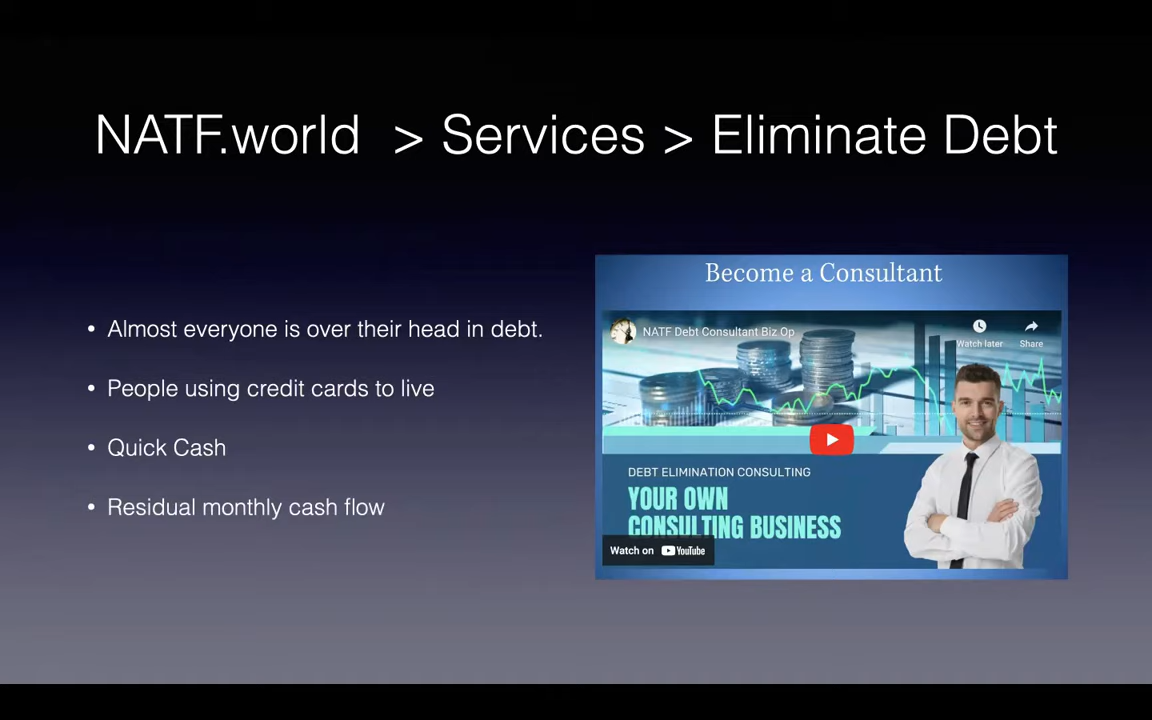 NATF.world > Services > Eliminate Debt
• Almost everyone is over their head in debt.
• People using credit cards to live
• Quick Cash
• Residual monthly cash flow
Become a Consultant
NATF Debt Consultant Biz Op
Watch later
Share
DEBT ELIMINATION CONSULTING
YOUR OWN
CONSULTING BUSINESS
Watch on YouTube